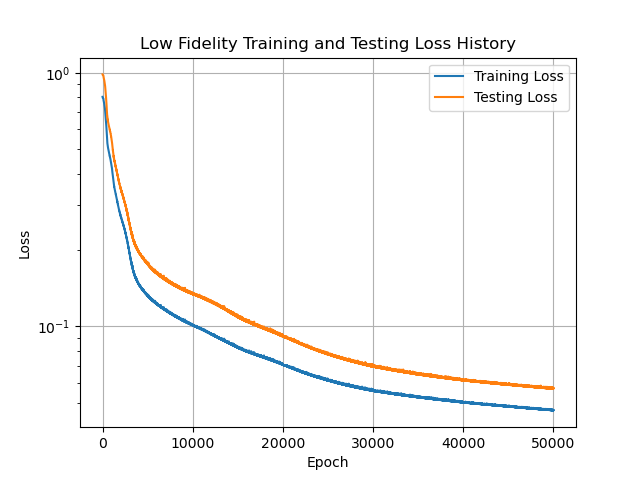 Low Fidelity Training and Testing Loss History
10⁰
Training Loss
Testing Loss
Loss
10⁻¹
0 10000 20000 30000 40000 50000
Epoch